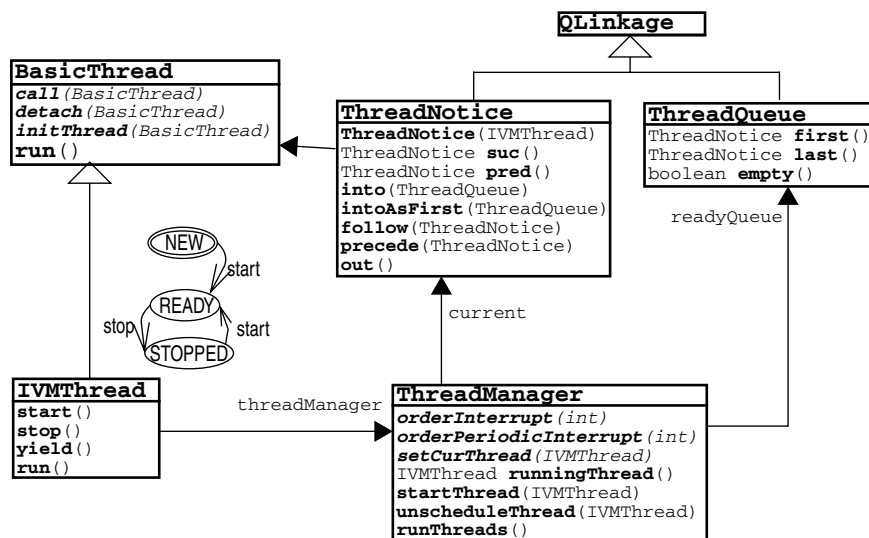 QLinkage
BasicThread
call(BasicThread)
detach(BasicThread)
initThread(BasicThread)
run()
ThreadNotice
ThreadNotice(IVMThread)
ThreadNotice suc()
ThreadNotice pred()
into(ThreadQueue)
intoAsFirst(ThreadQueue)
follow(ThreadNotice)
precede(ThreadNotice)
out()
ThreadQueue
ThreadNotice first()
ThreadNotice last()
boolean empty()
readyQueue
NEW
start
READY
stop
start
STOPPED
current
IVMThread
start()
stop()
yield()
run()
threadManager
ThreadManager
orderInterrupt(int)
orderPeriodicInterrupt(int)
setCurThread(IVMThread)
IVMThread runningThread()
startThread(IVMThread)
unscheduleThread(IVMThread)
runThreads()